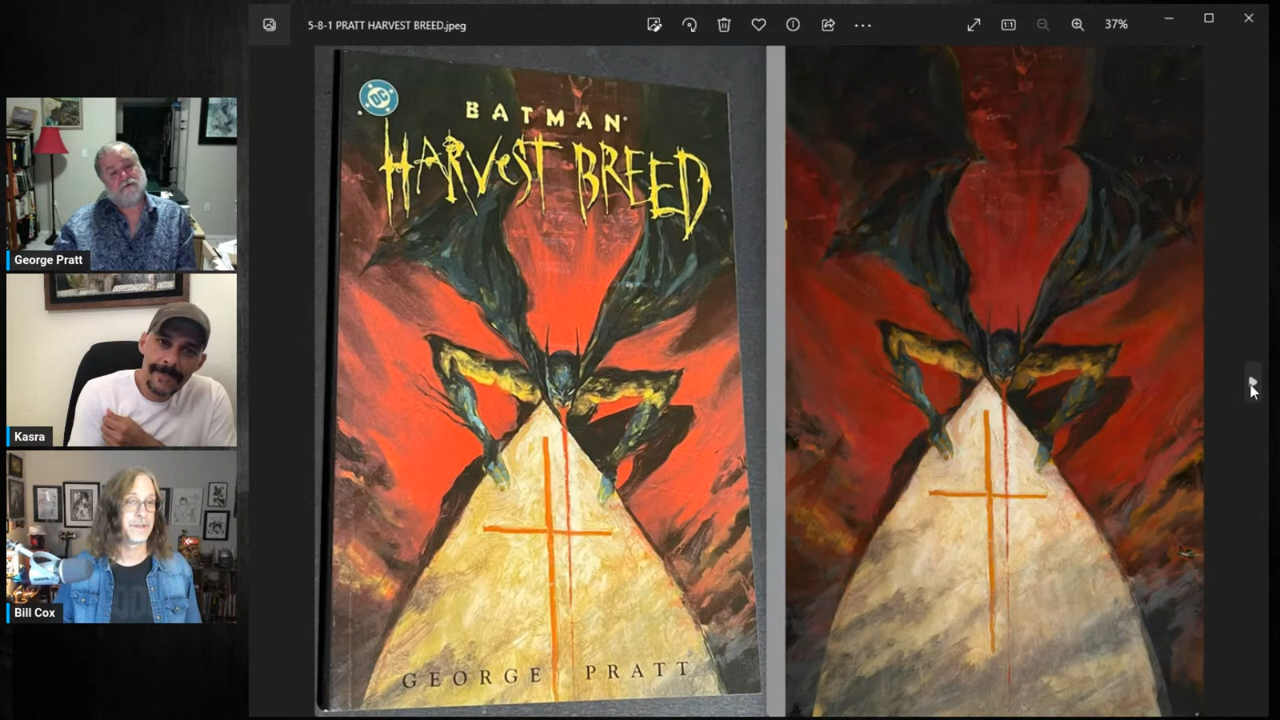 5-8-1 PRATT HARVEST BREED.jpeg
37%
DC
BATMAN
HARVEST BREED
GEORGE PRATT
George Pratt
Kasra
Bill Cox